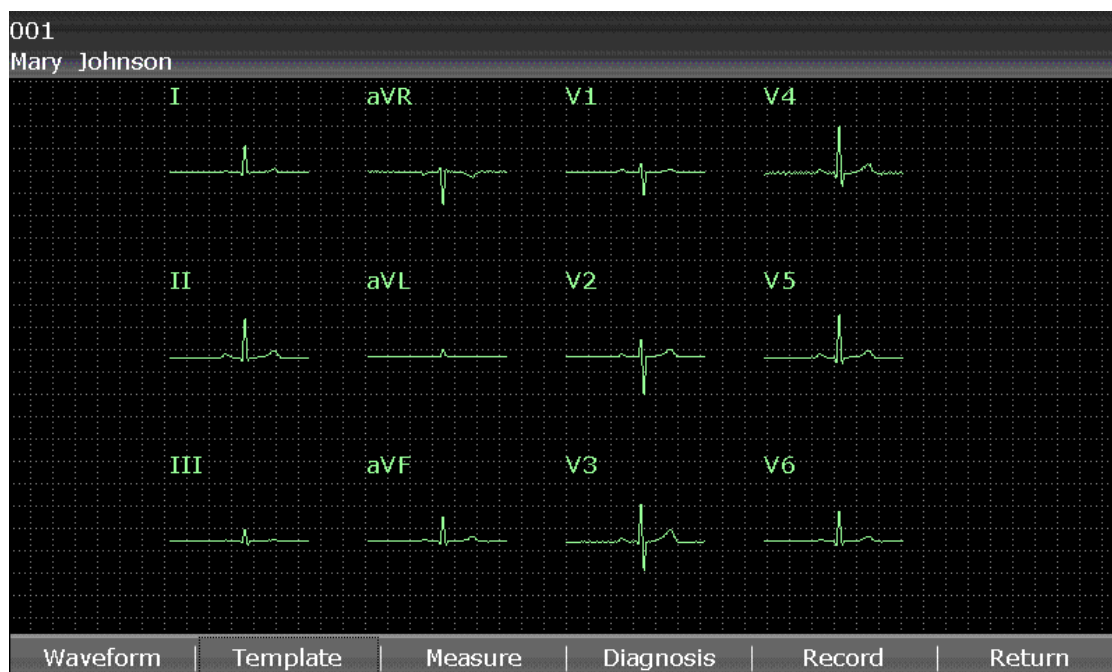 001
Mary Johnson
I aVR V1 V4
II aVL V2 V5
III aVF V3 V6
Waveform Template Measure Diagnosis Record Return